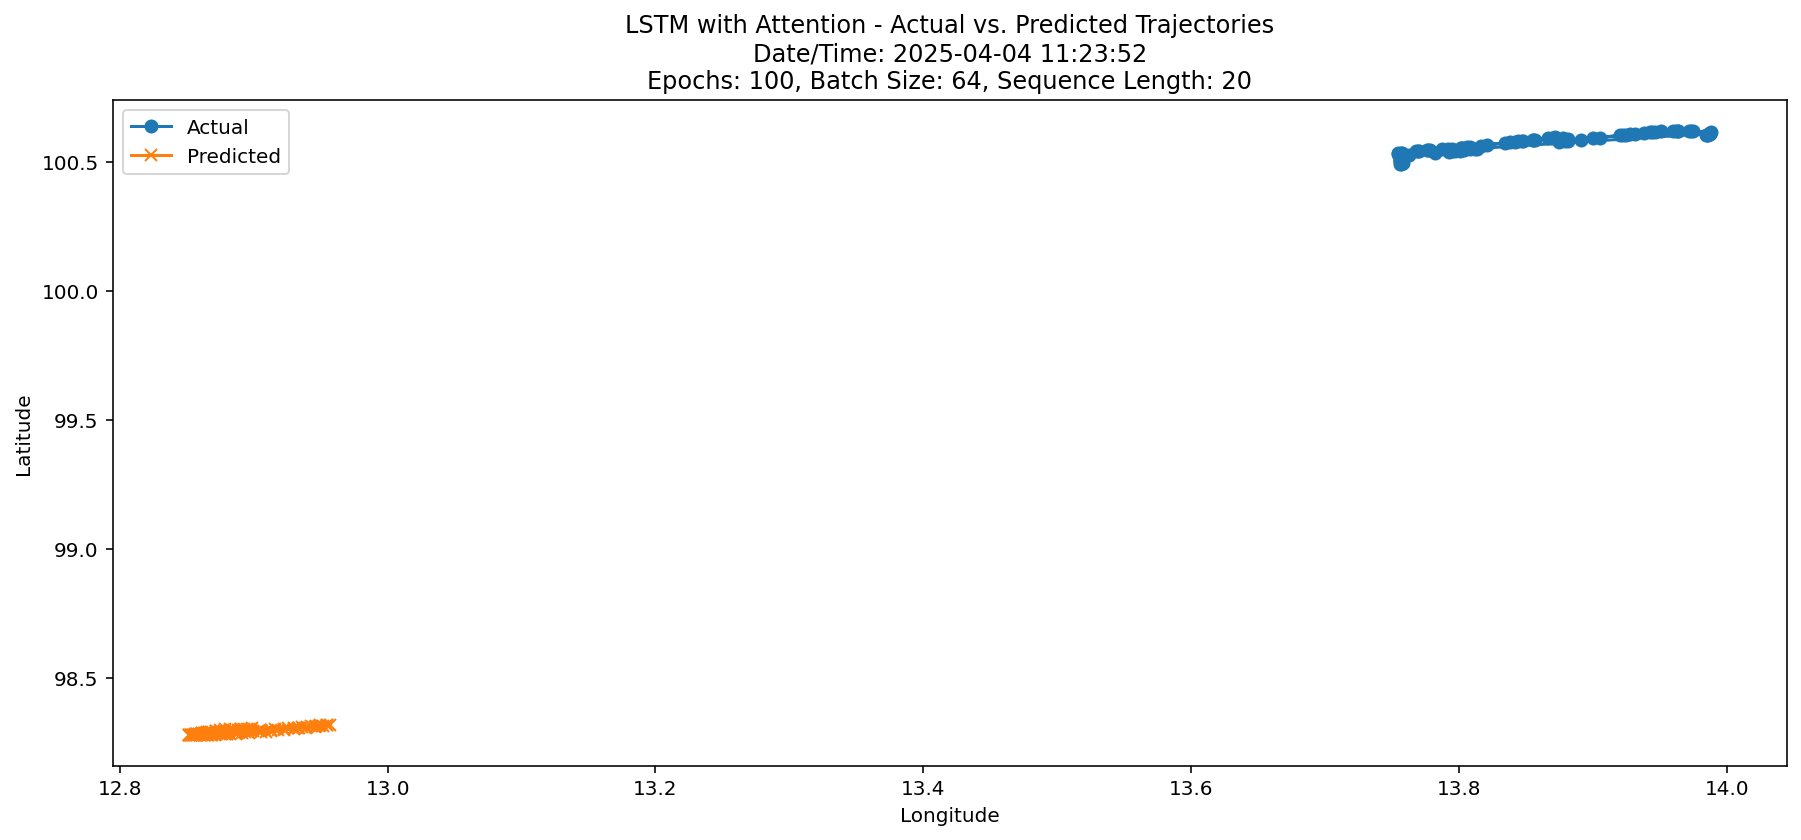 LSTM with Attention - Actual vs. Predicted Trajectories
Date/Time: 2025-04-04 11:23:52
Epochs: 100, Batch Size: 64, Sequence Length: 20
Actual
Predicted
Latitude
100.5
100.0
99.5
99.0
98.5
12.8
13.0
13.2
13.4
13.6
13.8
14.0
Longitude